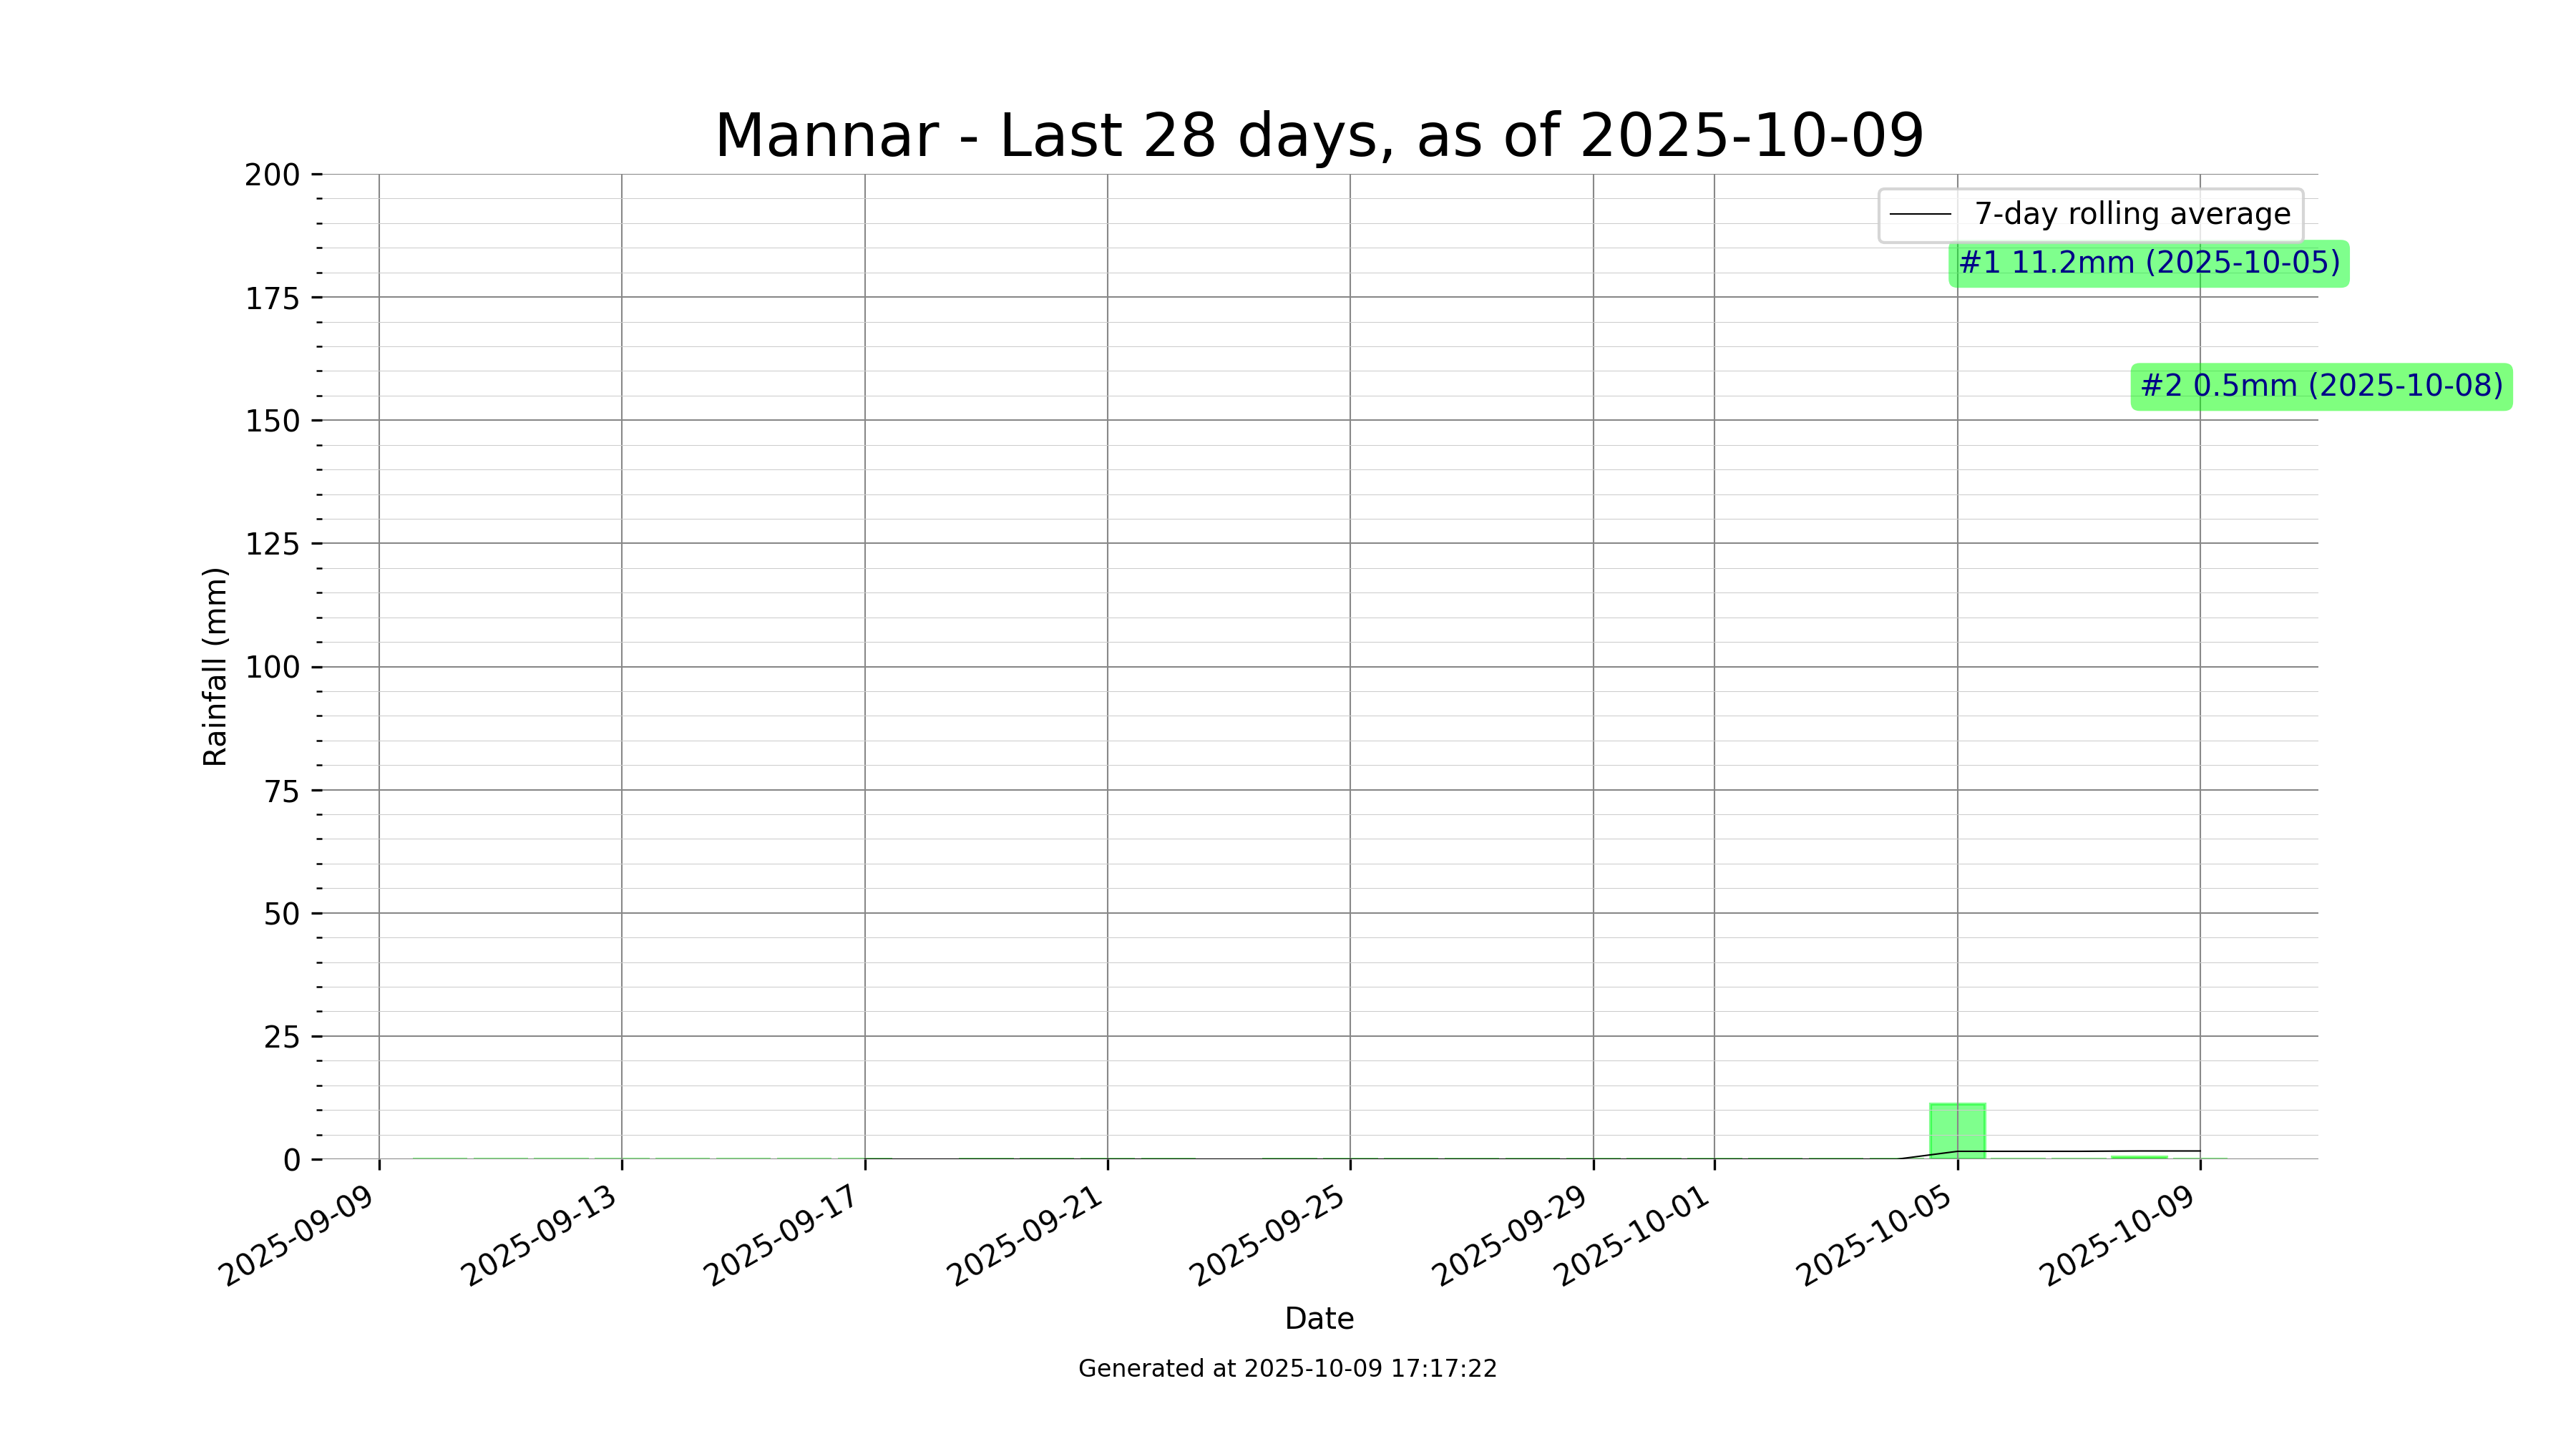 Mannar - Last 28 days, as of 2025-10-09
200
175
150
125
100
75
50
25
0
Rainfall (mm)
7-day rolling average
#1 11.2mm (2025-10-05)
#2 0.5mm (2025-10-08)
2025-09-09
2025-09-13
2025-09-17
2025-09-21
2025-09-25
2025-09-29
2025-10-01
2025-10-05
2025-10-09
Date
Generated at 2025-10-09 17:17:22